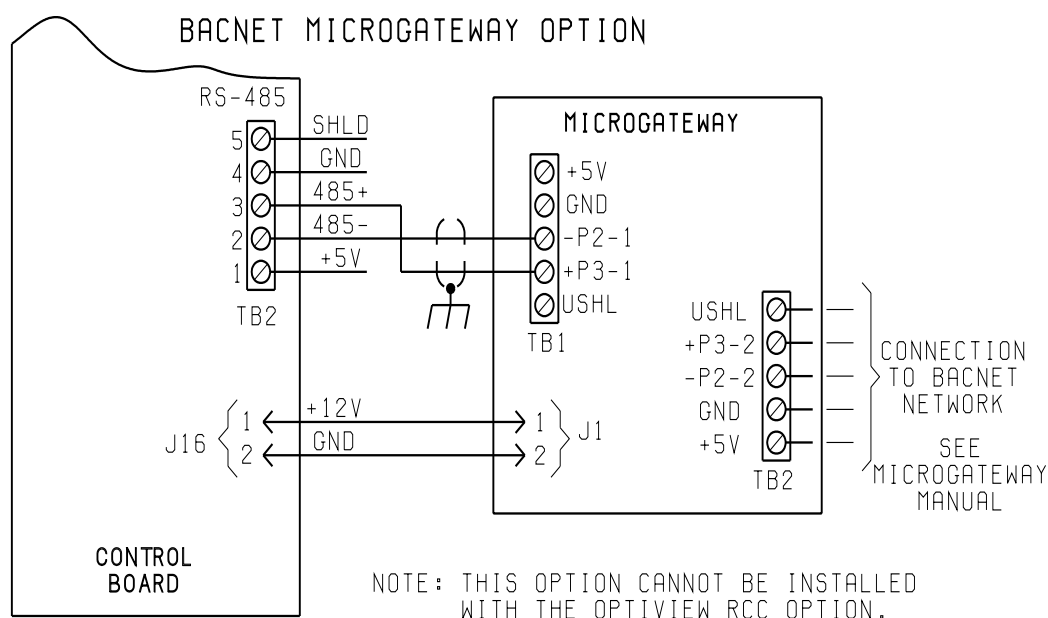 BACNET MICROGATEWAY OPTION
RS-485
5 SHLD
4 GND
3 485+
2 485-
1 +5V
TB2
MICROGATEWAY
+5V
GND
-P2-1
+P3-1
USHL
TB1
USHL
+P3-2
-P2-2
GND
+5V
TB2
CONNECTION
TO BACNET
NETWORK
SEE
MICROGATEWAY
MANUAL
J16
1 +12V 1
2 GND 2
J1
CONTROL
BOARD
NOTE: THIS OPTION CANNOT BE INSTALLED
WITH THE OPTIVIEW RCC OPTION.